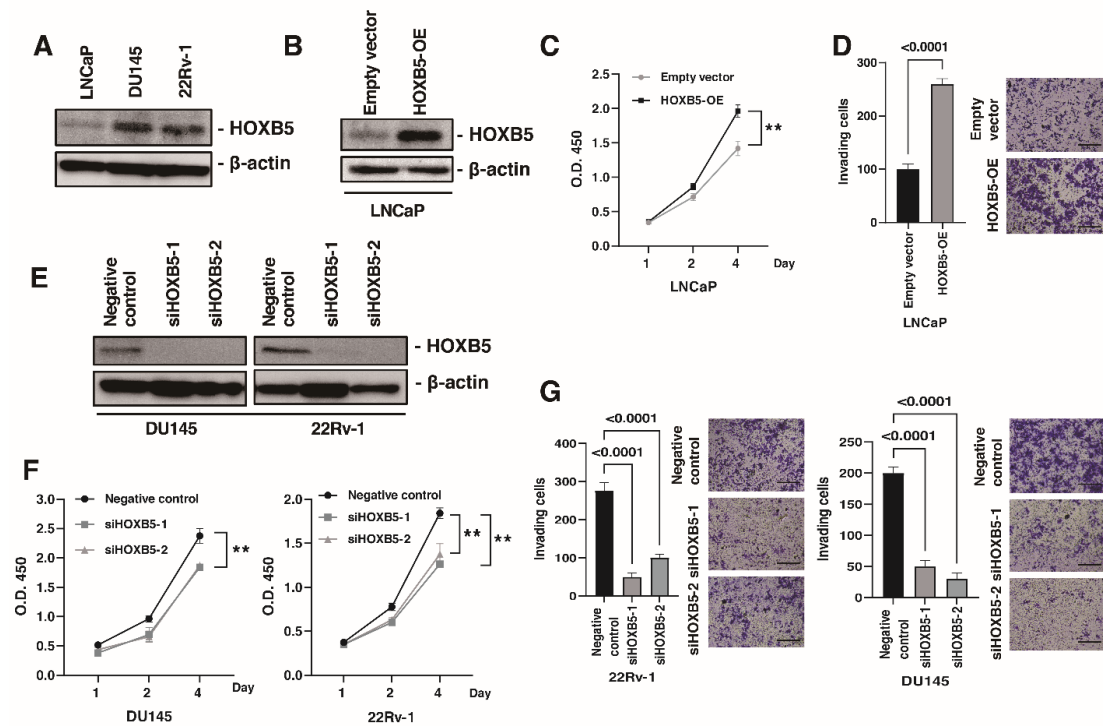 A
LNCaP
DU145
22Rv-1
- HOXB5
- β-actin
B
Empty vector
HOXB5-OE
- HOXB5
- β-actin
LNCaP
C
Empty vector
HOXB5-OE
O.D. 450
2.5
2.0
1.5
1.0
0.5
0.0
**
1 2 4 Day
LNCaP
D
<0.0001
Invading cells
300
200
100
0
Empty vector
HOXB5-OE
LNCaP
Empty
vector
HOXB5-OE
E
Negative
control
siHOXB5-1
siHOXB5-2
Negative
control
siHOXB5-1
siHOXB5-2
- HOXB5
- β-actin
DU145
22Rv-1
F
Negative control
siHOXB5-1
siHOXB5-2
O.D. 450
3.0
2.5
2.0
1.5
1.0
0.5
0.0
**
1 2 4 Day
DU145
Negative control
siHOXB5-1
siHOXB5-2
O.D. 450
2.0
1.5
1.0
0.5
0.0
** **
1 2 4 Day
22Rv-1
G
<0.0001
<0.0001
Invading cells
400
300
200
100
0
Negative
control
siHOXB5-1
siHOXB5-2
22Rv-1
Negative
control
siHOXB5-1
siHOXB5-2
<0.0001
<0.0001
Invading cells
250
200
150
100
50
0
Negative
control
siHOXB5-1
siHOXB5-2
DU145
Negative
control
siHOXB5-1
siHOXB5-2